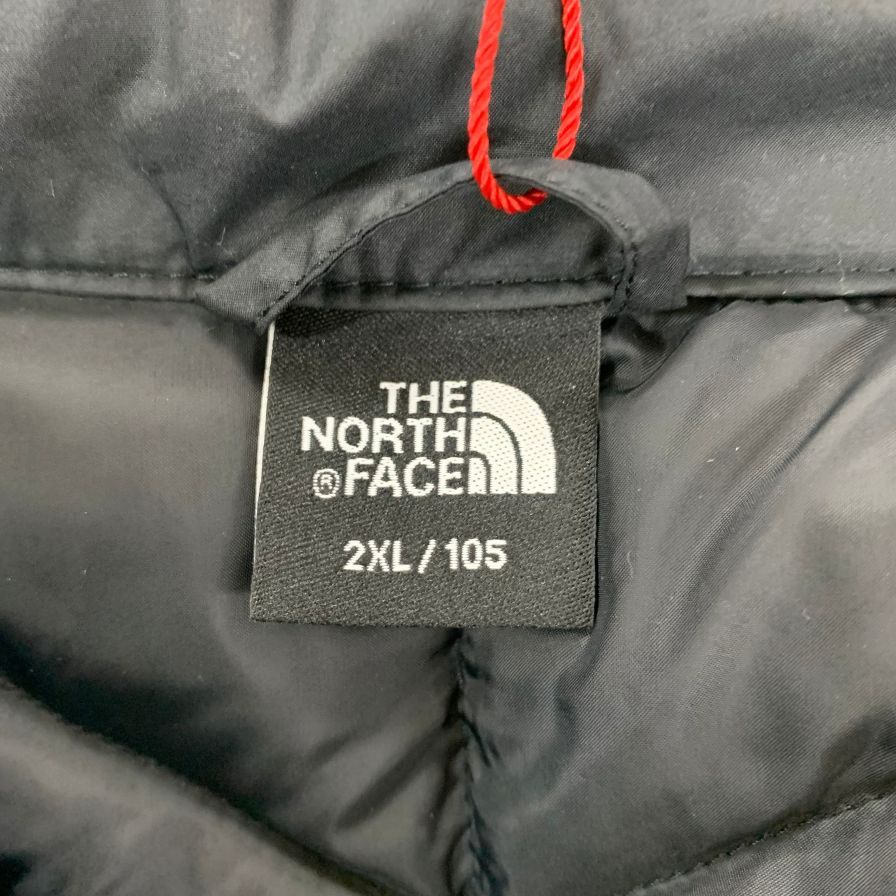 THE
NORTH
® FACE
2XL / 105